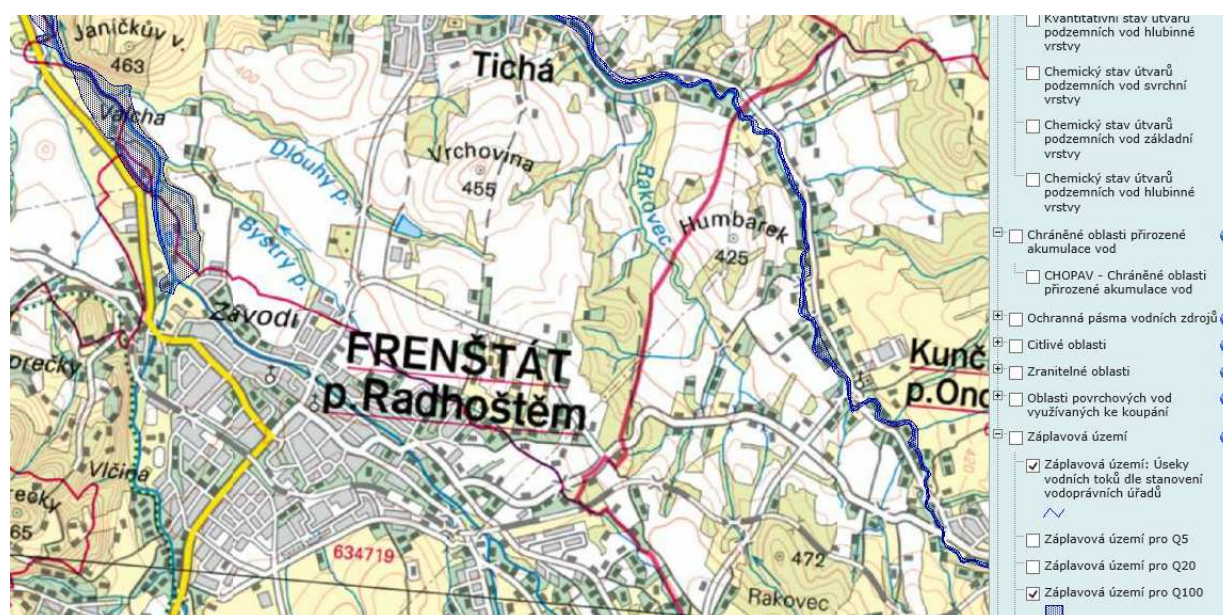 Janíčkův v.
463
Valcha
400
Dlouhý p.
Bystrý p.
Tichá
Vrchovina
455
Rakovec
Humbarek
425
Závodí
FRENŠTÁT
p.Radhoštěm
Kunč
p.Ond
orečky
Vlčina
rečky
65
634719
472
420
Rakovec
Kvantitativní stav útvarů
podzemních vod hlubinné
vrstvy
Chemický stav útvarů
podzemních vod svrchní
vrstvy
Chemický stav útvarů
podzemních vod základní
vrstvy
Chemický stav útvarů
podzemních vod hlubinné
vrstvy
Chráněné oblasti přirozené
akumulace vod
CHOPAV - Chráněné oblasti
přirozené akumulace vod
Ochranná pásma vodních zdrojů
Citlivé oblasti
Zranitelné oblasti
Oblasti povrchových vod
využívaných ke koupání
Záplavová území
Záplavová území: Úseky
vodních toků dle stanovení
vodoprávních úřadů
Záplavová území pro Q5
Záplavová území pro Q20
Záplavová území pro Q100